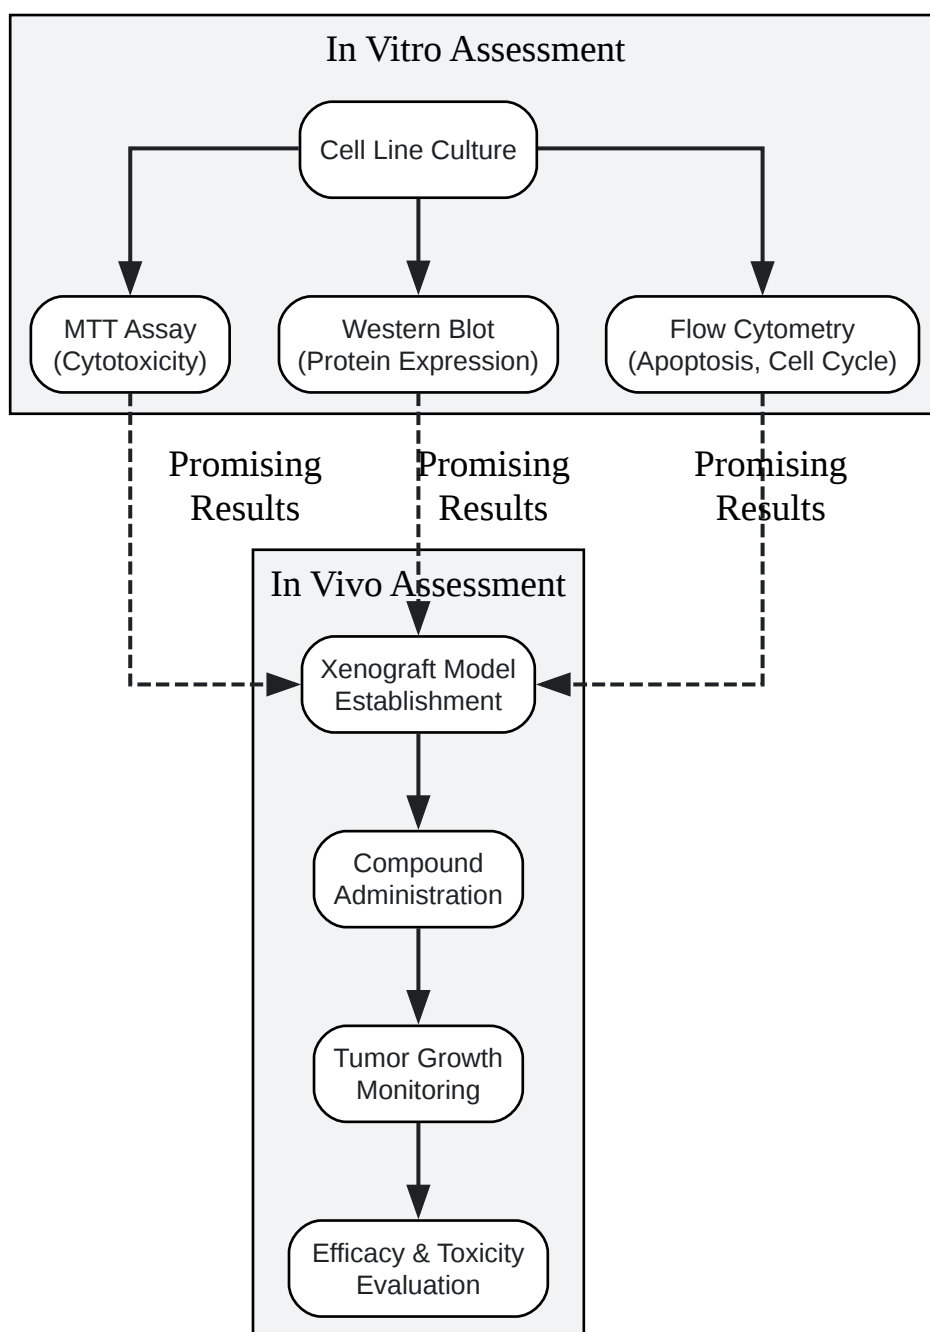 In Vitro Assessment
Cell Line Culture
MTT Assay
(Cytotoxicity)
Western Blot
(Protein Expression)
Flow Cytometry
(Apoptosis, Cell Cycle)
Promising
Results
Promising
Results
Promising
Results
In Vivo Assessment
Xenograft Model
Establishment
Compound
Administration
Tumor Growth
Monitoring
Efficacy & Toxicity
Evaluation